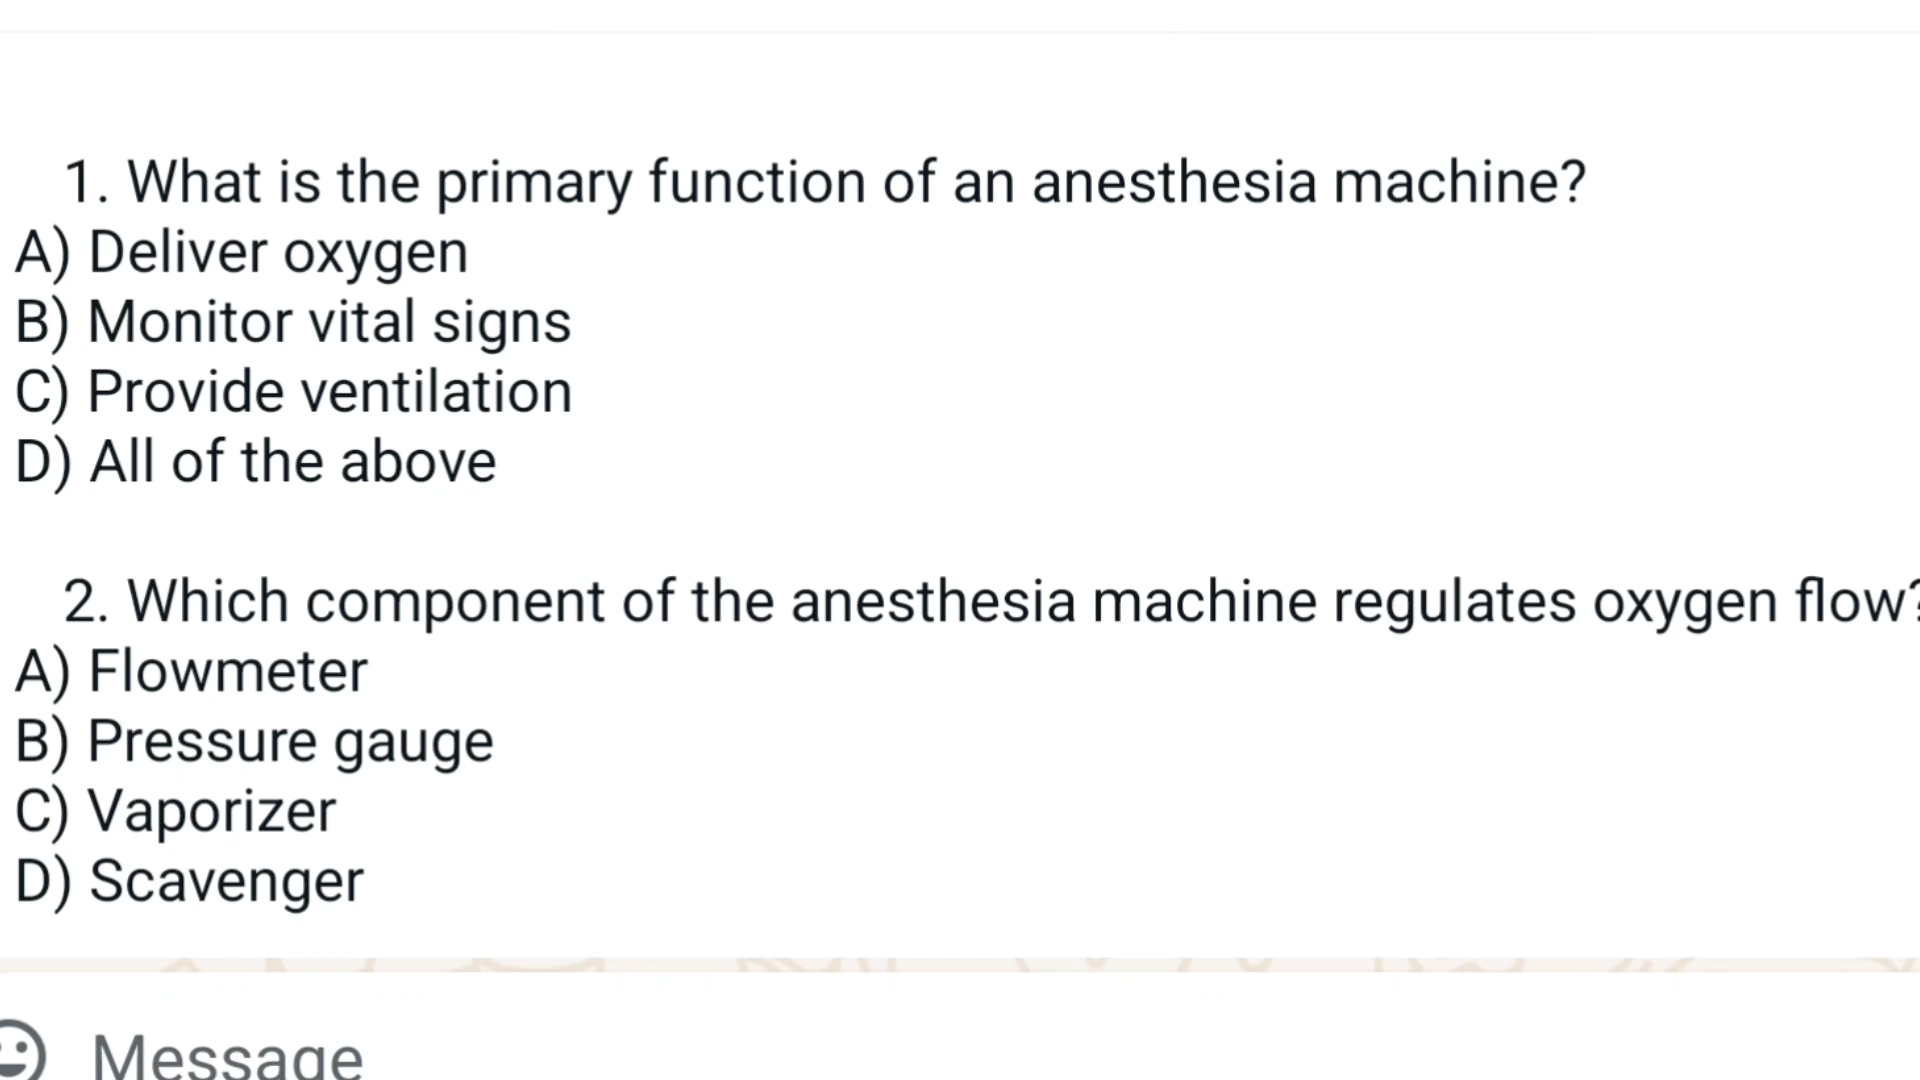 1. What is the primary function of an anesthesia machine?
A) Deliver oxygen
B) Monitor vital signs
C) Provide ventilation
D) All of the above
2. Which component of the anesthesia machine regulates oxygen flow?
A) Flowmeter
B) Pressure gauge
C) Vaporizer
D) Scavenger
Message